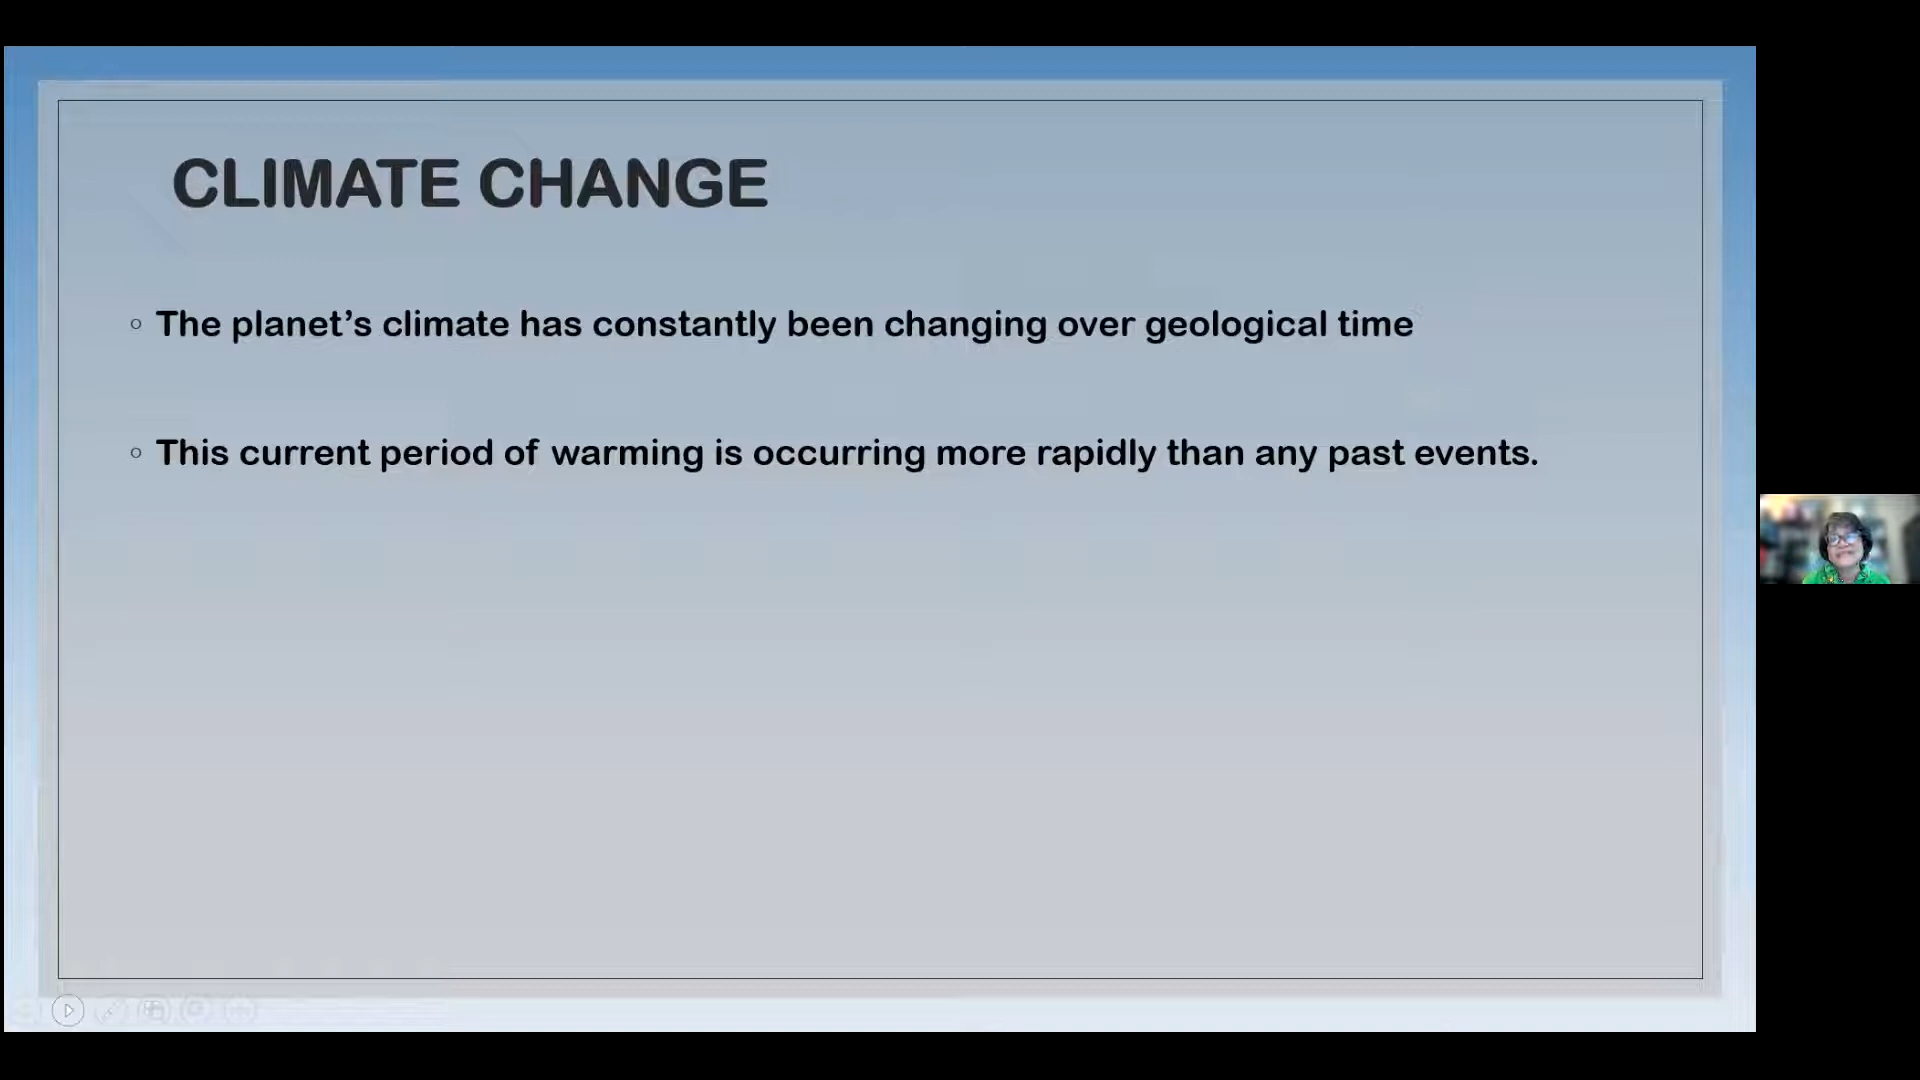 CLIMATE CHANGE
The planet’s climate has constantly been changing over geological time
This current period of warming is occurring more rapidly than any past events.